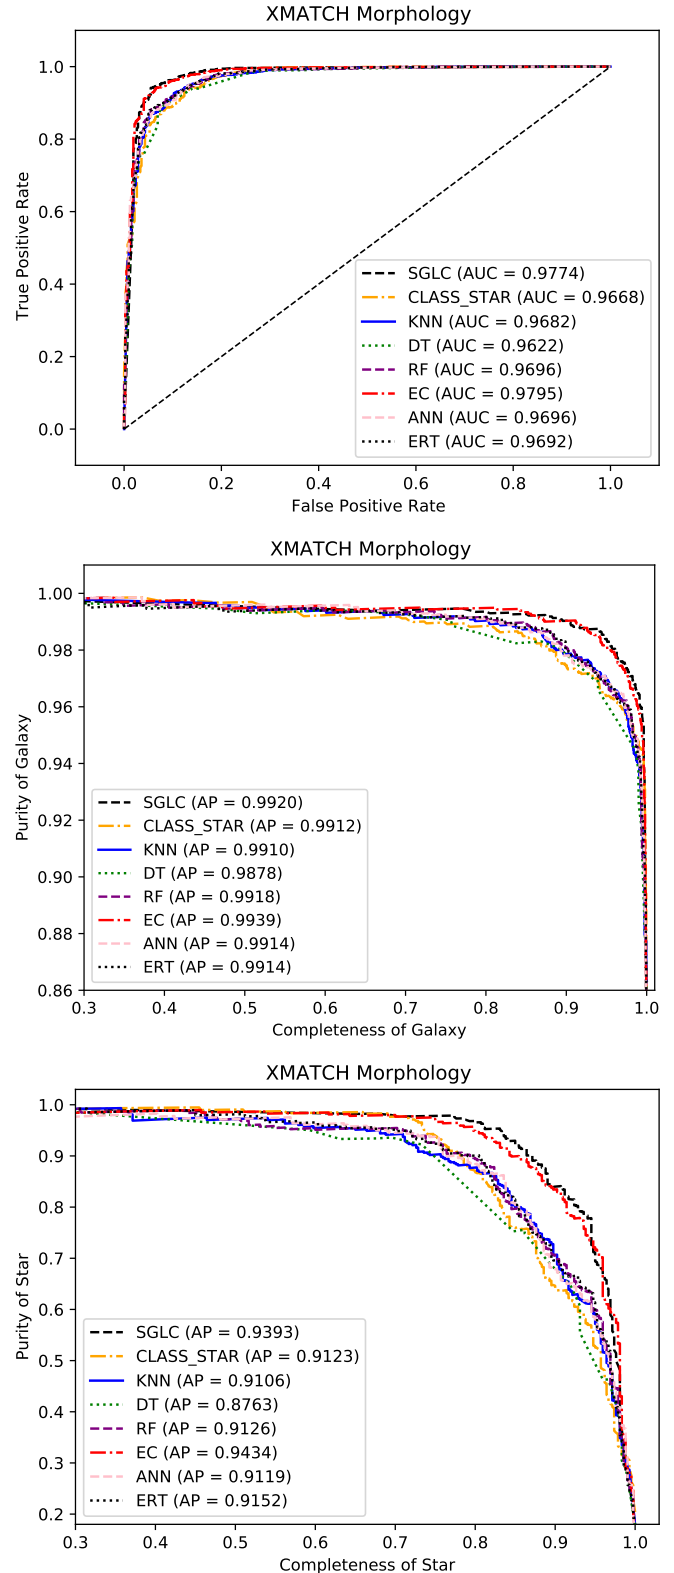 XMATCH Morphology
1.0
0.8
0.6
0.4
0.2
0.0
True Positive Rate
SGLC (AUC = 0.9774)
CLASS_STAR (AUC = 0.9668)
KNN (AUC = 0.9682)
DT (AUC = 0.9622)
RF (AUC = 0.9696)
EC (AUC = 0.9795)
ANN (AUC = 0.9696)
ERT (AUC = 0.9692)
0.0 0.2 0.4 0.6 0.8 1.0
False Positive Rate
XMATCH Morphology
1.00
0.98
0.96
0.94
0.92
0.90
0.88
0.86
Purity of Galaxy
SGLC (AP = 0.9920)
CLASS_STAR (AP = 0.9912)
KNN (AP = 0.9910)
DT (AP = 0.9878)
RF (AP = 0.9918)
EC (AP = 0.9939)
ANN (AP = 0.9914)
ERT (AP = 0.9914)
0.3 0.4 0.5 0.6 0.7 0.8 0.9 1.0
Completeness of Galaxy
XMATCH Morphology
1.0
0.9
0.8
0.7
0.6
0.5
0.4
0.3
0.2
Purity of Star
SGLC (AP = 0.9393)
CLASS_STAR (AP = 0.9123)
KNN (AP = 0.9106)
DT (AP = 0.8763)
RF (AP = 0.9126)
EC (AP = 0.9434)
ANN (AP = 0.9119)
ERT (AP = 0.9152)
0.3 0.4 0.5 0.6 0.7 0.8 0.9 1.0
Completeness of Star